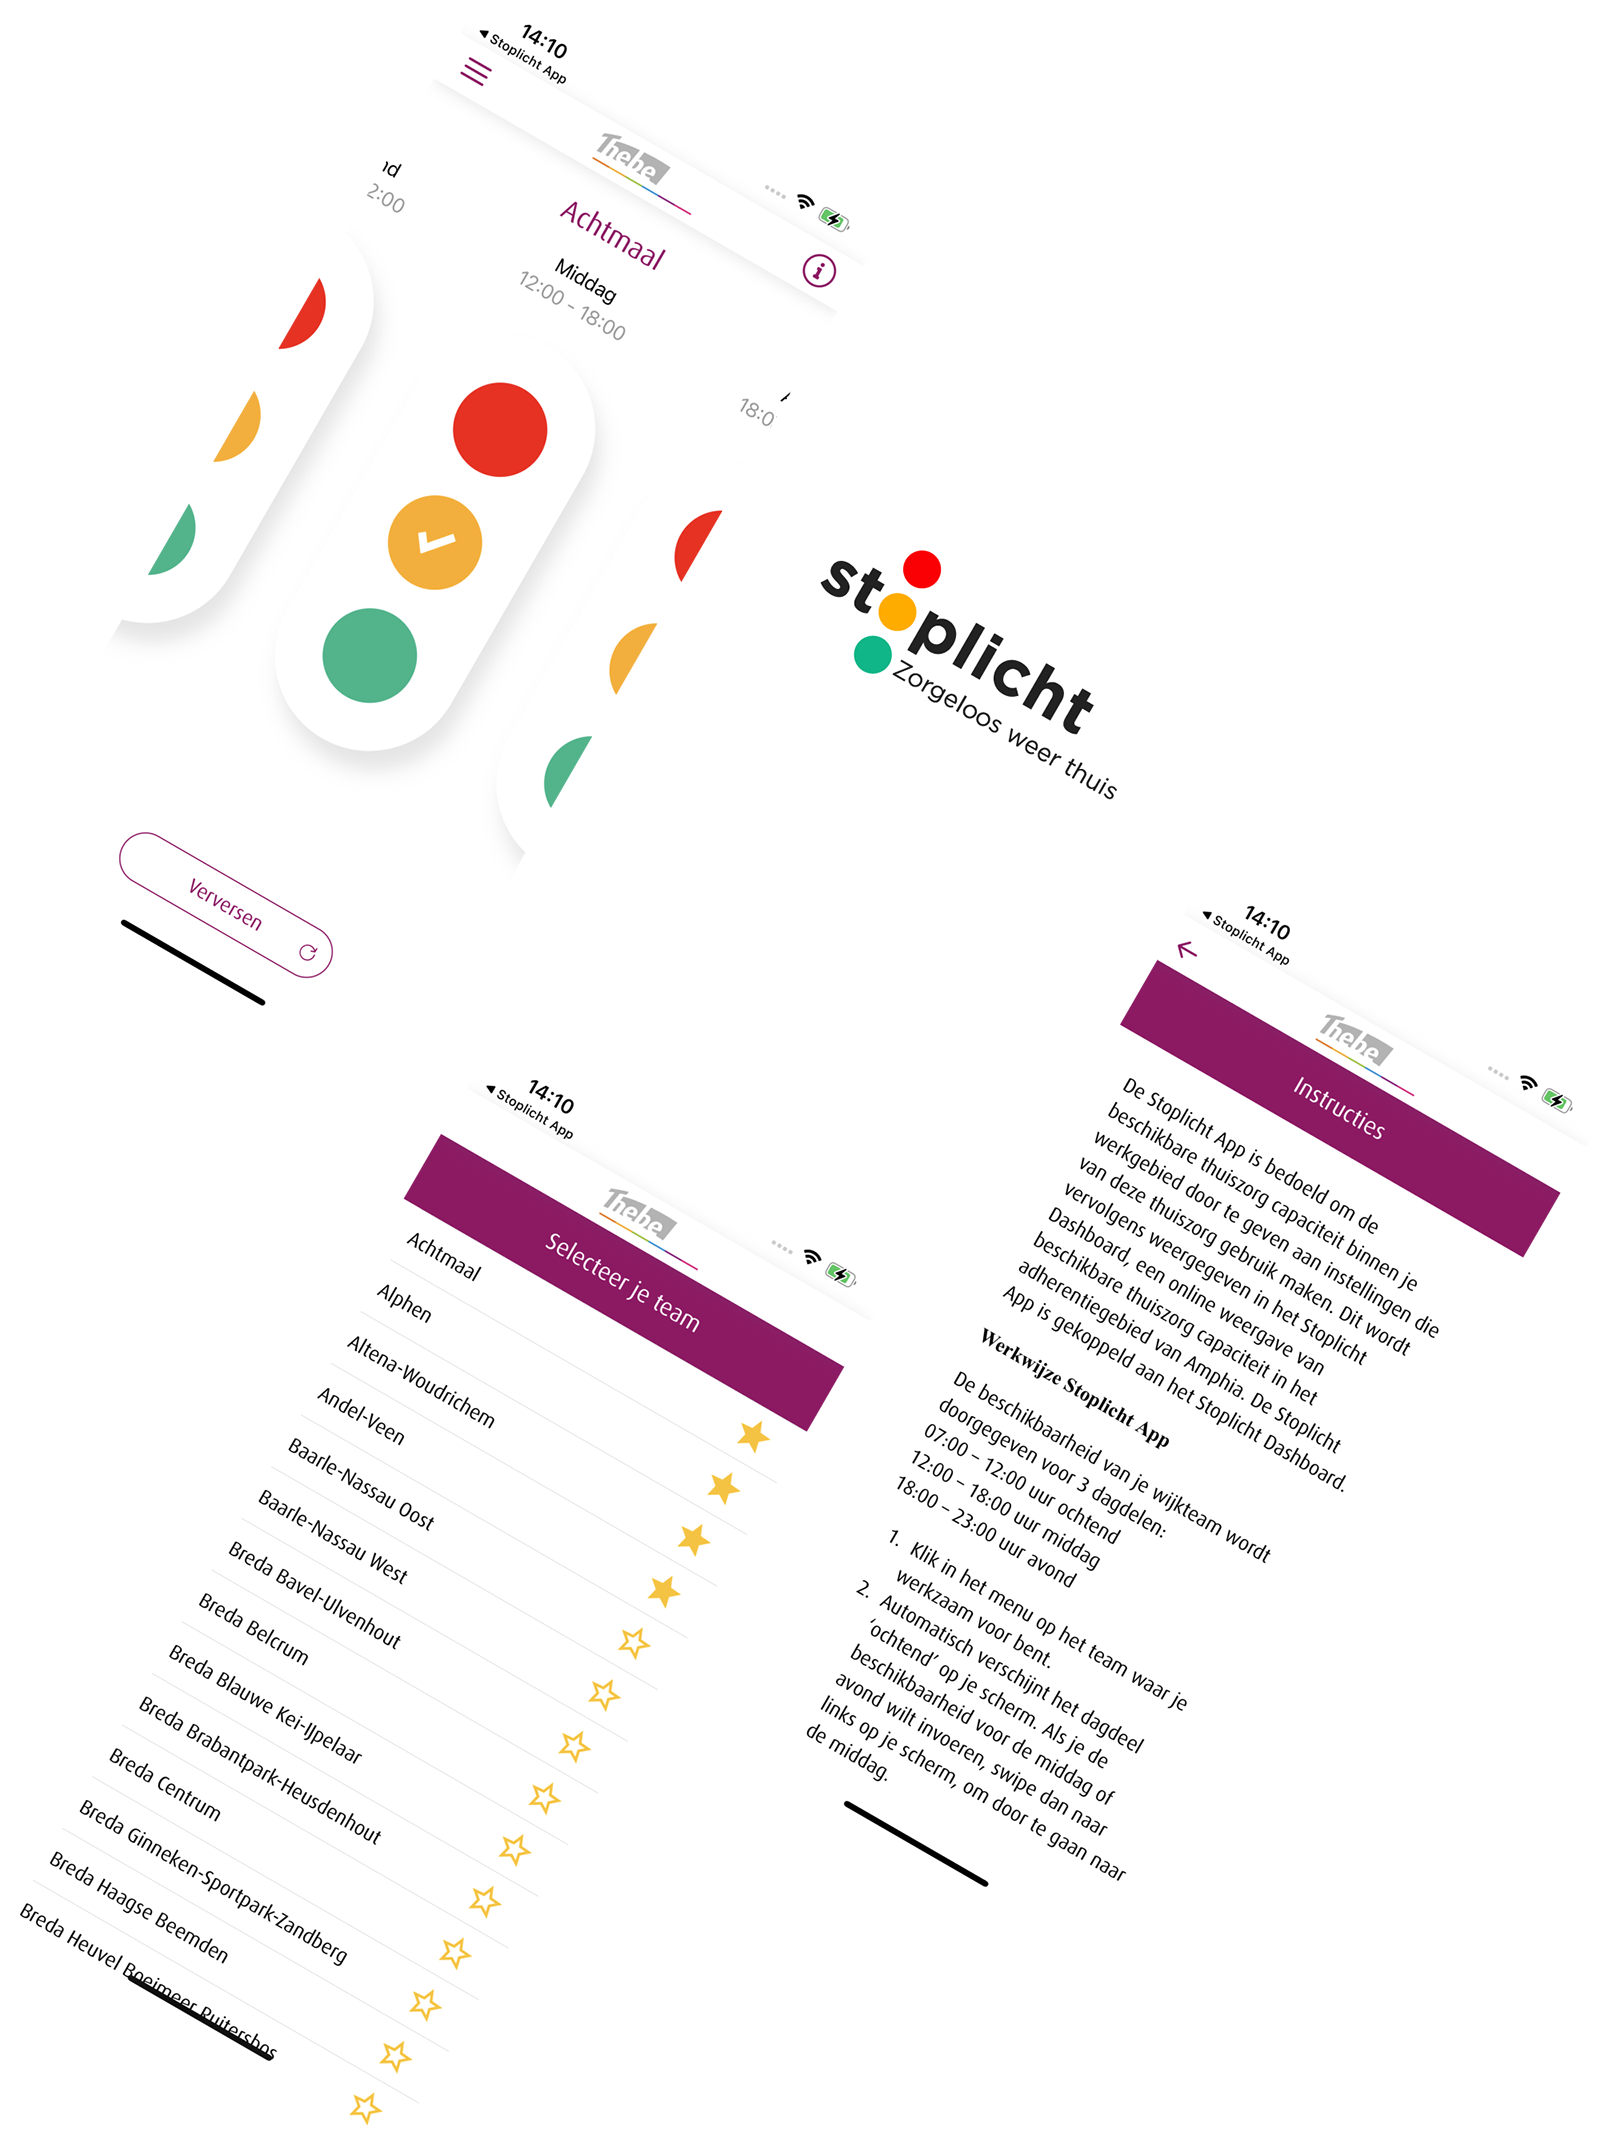 14:10
Stoplicht App
Thebe
Achtmaal
2:00
Middag
12:00 - 18:00
18:0
Verversen
stoplicht
Zorgeloos weer thuis
14:10
Stoplicht App
Thebe
Selecteer je team
Achtmaal
Alphen
Altena-Woudrichem
Andel-Veen
Baarle-Nassau Oost
Baarle-Nassau West
Breda Bavel-Ulvenhout
Breda Belcrum
Breda Blauwe Kei-IJpelaar
Breda Brabantpark-Heusdenhout
Breda Centrum
Breda Ginneken-Sportpark-Zandberg
Breda Haagse Beemden
Breda Heuvel Boeimeer Ruitersbos
14:10
Stoplicht App
Thebe
Instructies
De Stoplicht App is bedoeld om de
beschikbare thuiszorg capaciteit binnen je
werkgebied door te geven aan instellingen die
van deze thuiszorg gebruik maken. Dit wordt
vervolgens weergegeven in het Stoplicht
Dashboard, een online weergave van
beschikbare thuiszorg capaciteit in het
adherentiegebied van Amphia. De Stoplicht
App is gekoppeld aan het Stoplicht Dashboard.
Werkwijze Stoplicht App
De beschikbaarheid van je wijkteam wordt
doorgegeven voor 3 dagdelen:
07:00 – 12:00 uur ochtend
12:00 – 18:00 uur middag
18:00 – 23:00 uur avond
1. Klik in het menu op het team waar je
werkzaam voor bent.
2. Automatisch verschijnt het dagdeel
‘ochtend’ op je scherm. Als je de
beschikbaarheid voor de middag of
avond wilt invoeren, swipe dan naar
links op je scherm, om door te gaan naar
de middag.